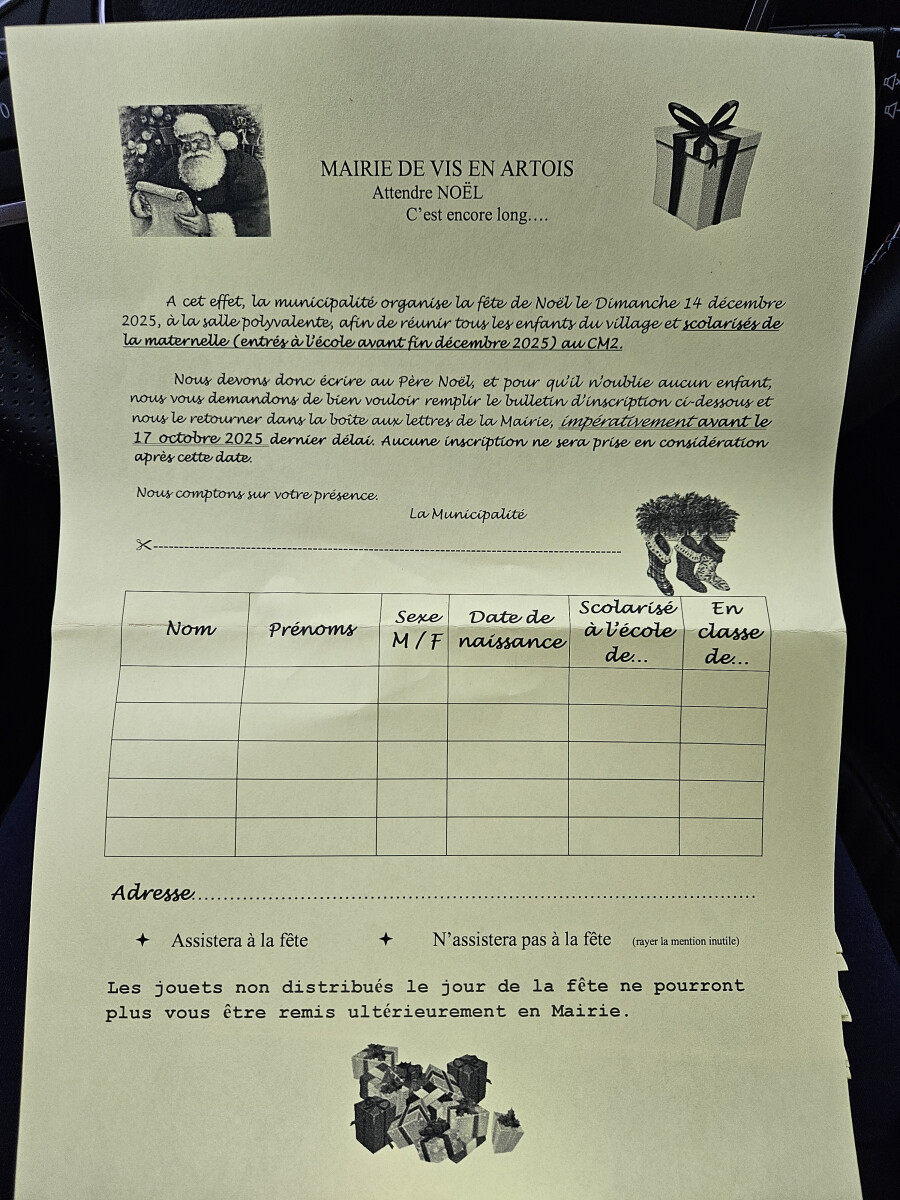 MAIRIE DE VIS EN ARTOIS
Attendre NOËL
C'est encore long....
A cet effet, la municipalité organise la fête de Noël le Dimanche 14 décembre
2025, à la salle polyvalente, afin de réunir tous les enfants du village et scolarisés de
la maternelle (entrés à l'école avant fin décembre 2025) au CM2.
Nous devons donc écrire au Père Noël, et pour qu'il n'oublie aucun enfant,
nous vous demandons de bien vouloir remplir le bulletin d'inscription ci-dessous et
nous le retourner dans la boîte aux lettres de la Mairie, impérativement avant le
17 octobre 2025 dernier délai. Aucune inscription ne sera prise en considération
après cette date.
Nous comptons sur votre présence.
La Municipalité
Nom Prénoms Sexe M / F Date de naissance Scolarisé à l'école de... En classe de...
Adresse
Assistera à la fête N'assistera pas à la fête (rayer la mention inutile)
Les jouets non distribués le jour de la fête ne pourront
plus vous être remis ultérieurement en Mairie.